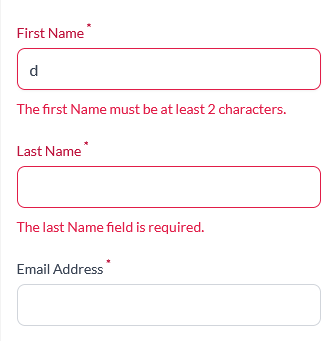 First Name *
d
The first Name must be at least 2 characters.
Last Name *
The last Name field is required.
Email Address *